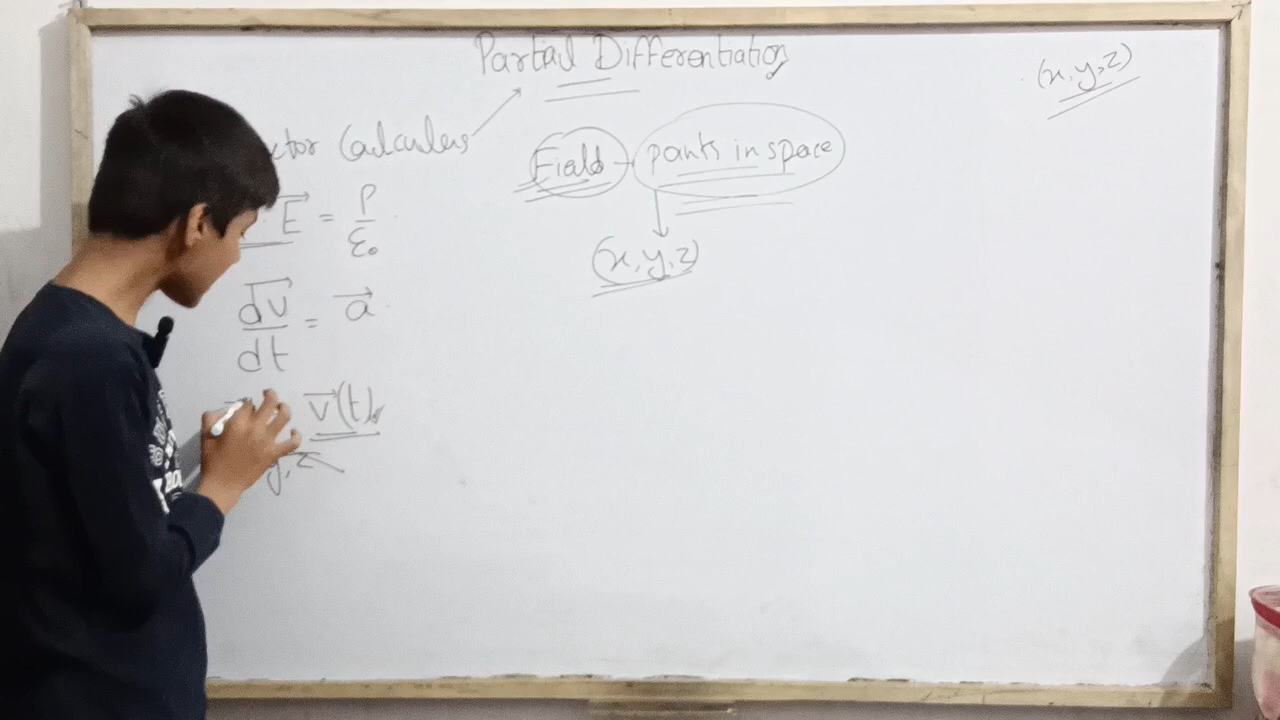 Partial Differentiation
(x,y,z)
ctor Calculus
Field - points in space
E = ρ/ε₀
(x,y,z)
dv/dt = a
v(t)
y,z